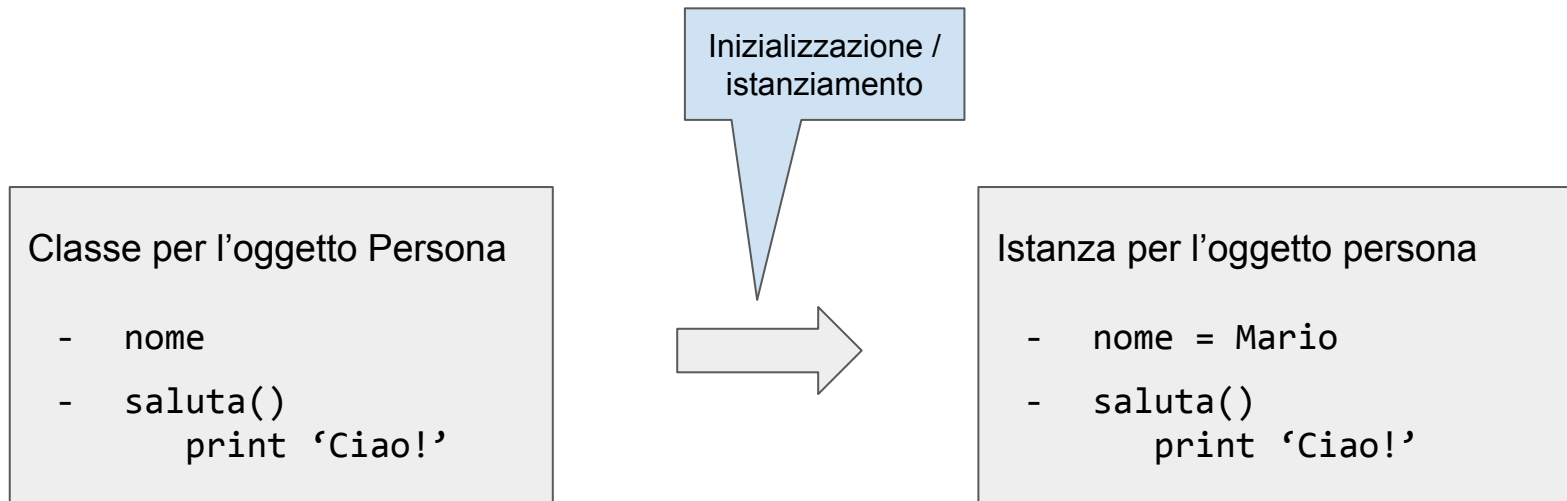 Inizializzazione /
istanziamento
Classe per l’oggetto Persona
- nome
- saluta()
print ‘Ciao!’
Istanza per l’oggetto persona
- nome = Mario
- saluta()
print ‘Ciao!’